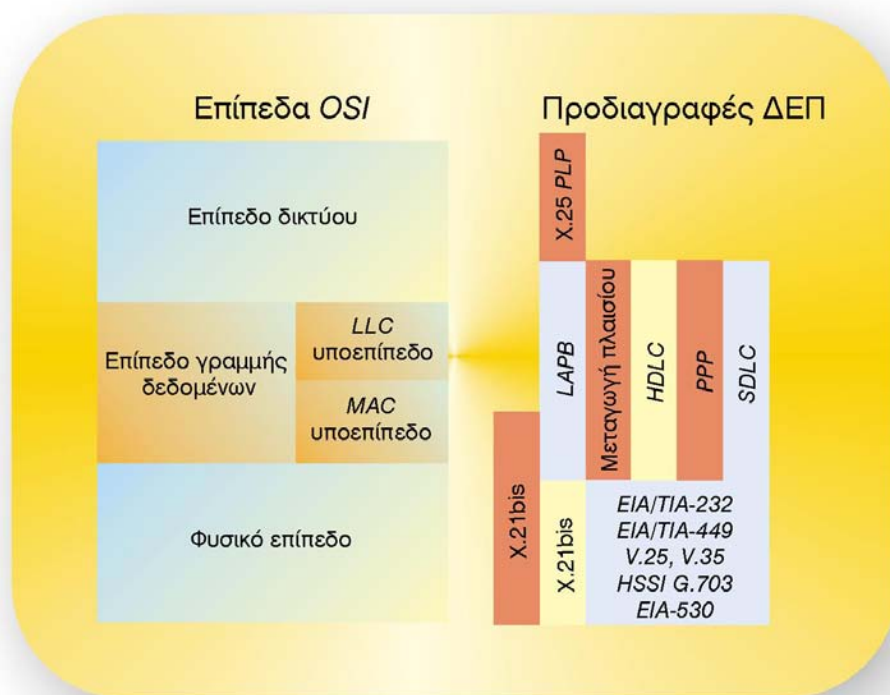 Επίπεδα OSI
Επίπεδο δικτύου
Επίπεδο γραμμής
δεδομένων
LLC
υποεπίπεδο
MAC
υποεπίπεδο
Φυσικό επίπεδο
Προδιαγραφές ΔΕΠ
X.25 PLP
LAPB
Μεταγωγή πλαισίου
HDLC
PPP
SDLC
X.21bis
X.21bis
EIA/TIA-232
EIA/TIA-449
V.25, V.35
HSSI G.703
EIA-530